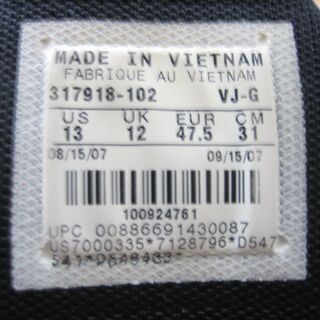 MADE IN VIETNAM
FABRIQUE AU VIETNAM
317918-102 VJ-G
US UK EUR CM
13 12 47.5 31
08/15/07 09/15/07
100924761
UPC 00886691430087
US7000335*7128796*D547